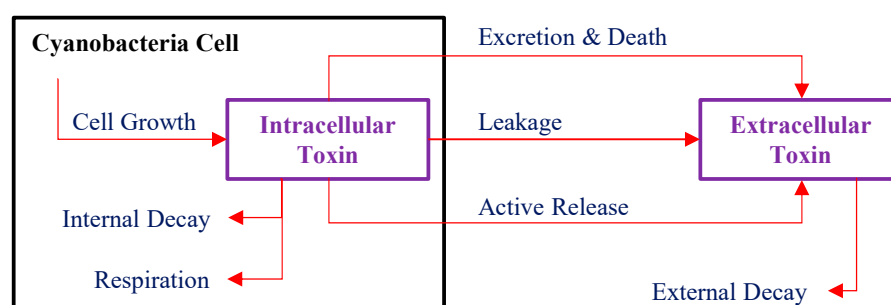 Cyanobacteria Cell
Excretion & Death
Cell Growth
Intracellular
Toxin
Leakage
Extracellular
Toxin
Internal Decay
Active Release
Respiration
External Decay